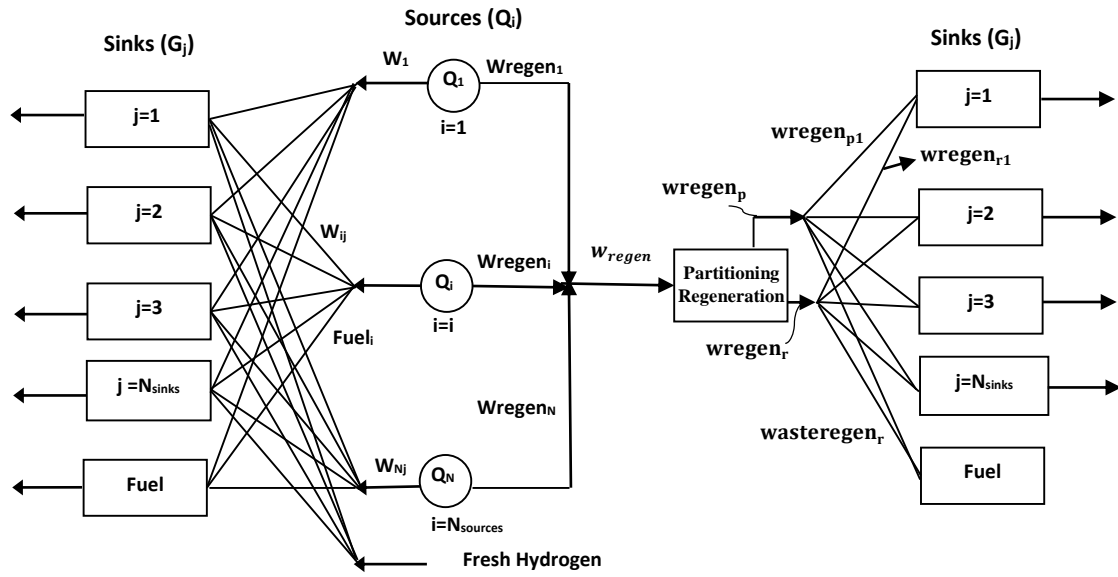 Sources (Qi)
Sinks (Gj)
Sinks (Gj)
W1
Q1
Wregen1
i=1
j=1
j=1
wregenp1
wregenr1
j=2
Wij
wregenp
j=2
Wregeni
wregen
Qi
i=i
Partitioning
Regeneration
j=3
j=3
Fueli
wregenr
j =Nsinks
WregenN
j=Nsinks
wasteregenr
WNj
QN
Fuel
Fuel
i=Nsources
Fresh Hydrogen